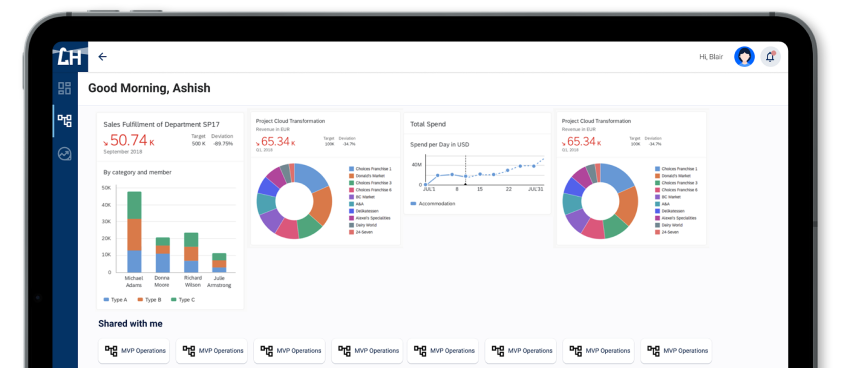 LH
Hi, Blair
Good Morning, Ashish
Sales Fulfillment of Department SP17
50.74 K
Target Deviation
500 K -89.75%
September 2018
By category and member
50K
40K
30K
20K
10K
0
Michael Adams
Donna Moore
Richard Wilson
Julie Armstrong
Type A Type B Type C
Project Cloud Transformation
Revenue in EUR
65.34 K
Target Deviation
100K -34.7%
Q1, 2018
Choices Franchise 1
Donald's Market
Choices Franchise 3
Choices Franchise 6
BC Market
A&A
Delikatessen
Alexei's Specialities
Dairy World
24-Seven
Total Spend
Spend per Day in USD
40M
0
JUL1 8 15 22 JUL'31
Accommodation
Project Cloud Transformation
Revenue in EUR
65.34 K
Target Deviation
100K -34.7%
Q1, 2018
Choices Franchise 1
Donald's Market
Choices Franchise 3
Choices Franchise 6
BC Market
A&A
Delikatessen
Alexei's Specialities
Dairy World
24-Seven
Shared with me
MVP Operations
MVP Operations
MVP Operations
MVP Operations
MVP Operations
MVP Operations
MVP Operations
MVP Operations